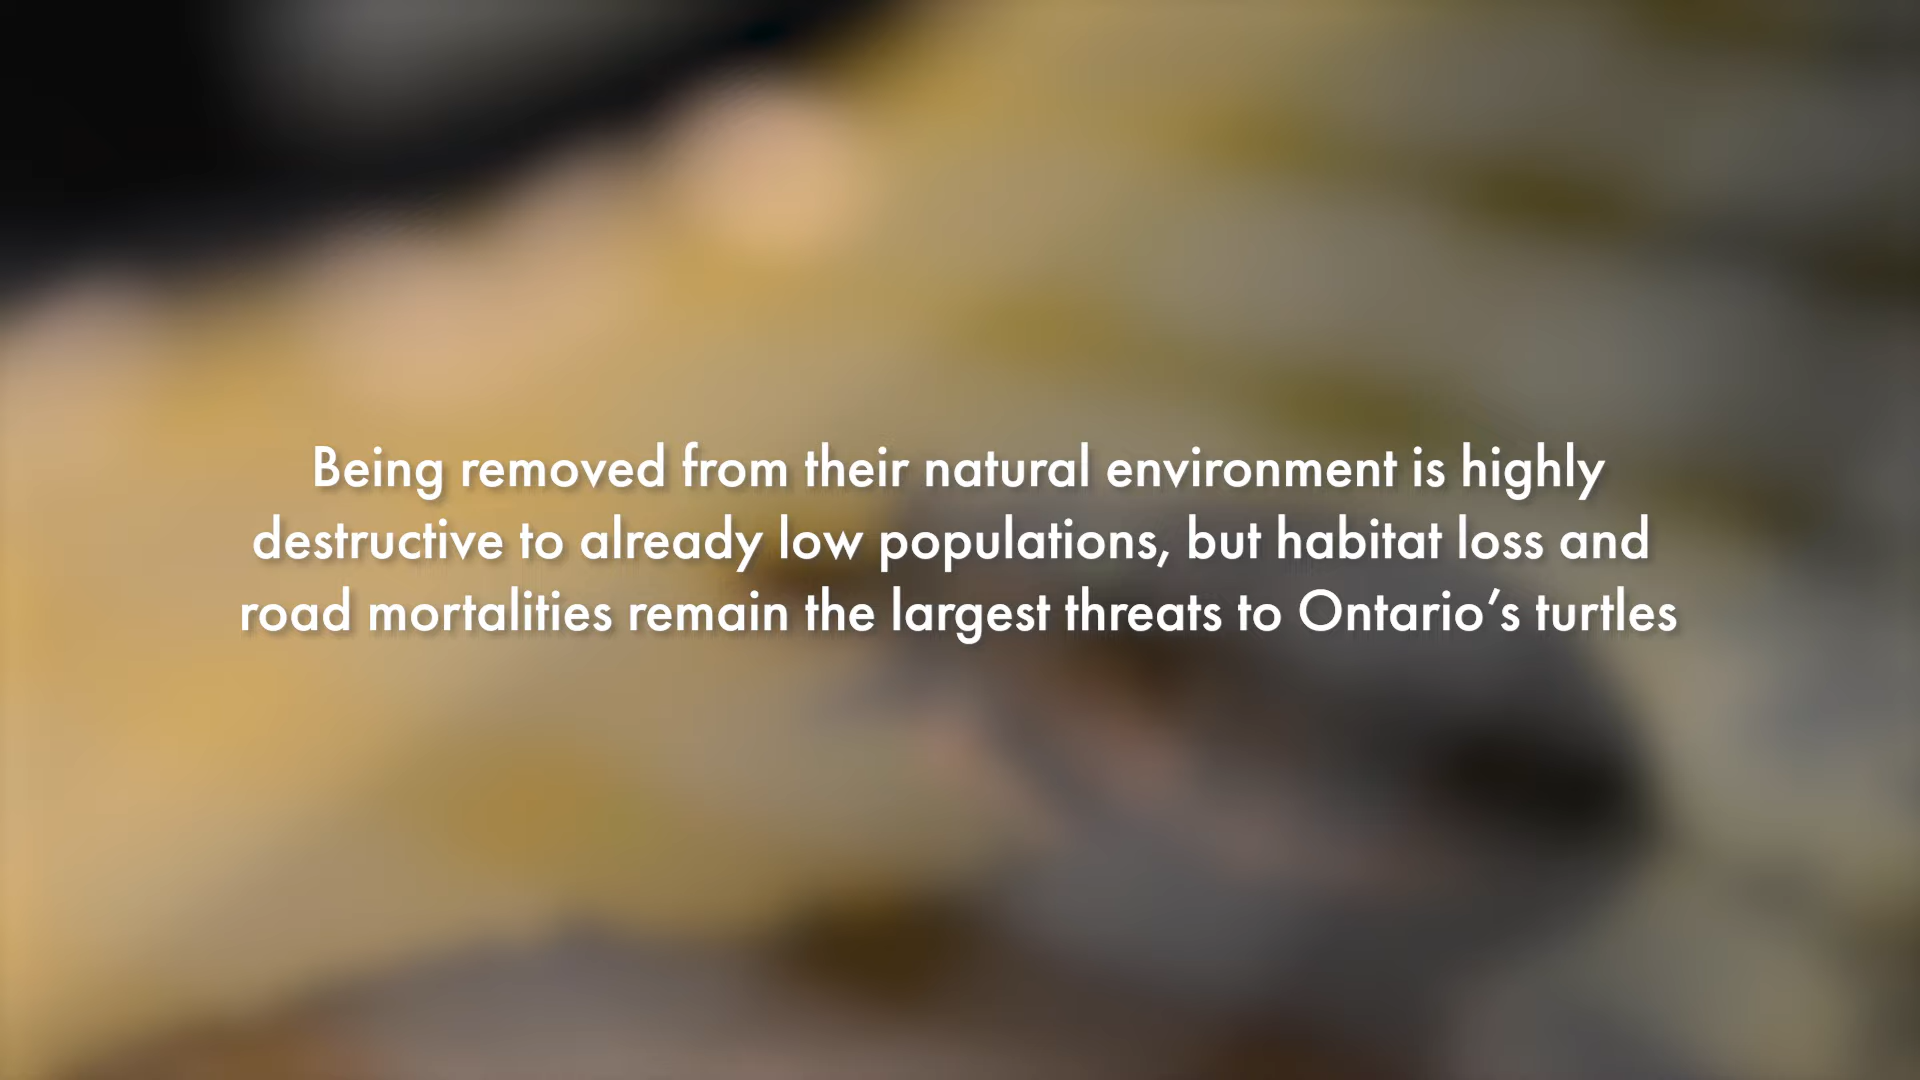 Being removed from their natural environment is highly
destructive to already low populations, but habitat loss and
road mortalities remain the largest threats to Ontario’s turtles